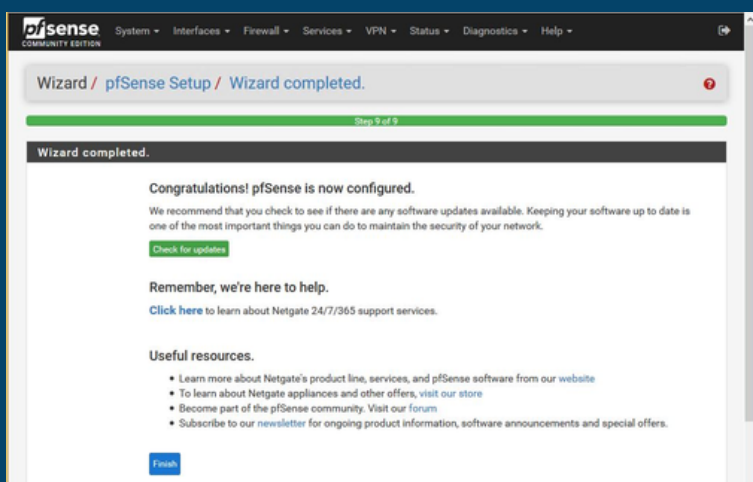 pfsense
COMMUNITY EDITION
System Interfaces Firewall Services VPN Status Diagnostics Help
Wizard / pfSense Setup / Wizard completed.
Step 9 of 9
Wizard completed.
Congratulations! pfSense is now configured.
We recommend that you check to see if there are any software updates available. Keeping your software up to date is
one of the most important things you can do to maintain the security of your network.
Check for updates
Remember, we're here to help.
Click here to learn about Netgate 24/7/365 support services.
Useful resources.
• Learn more about Netgate's product line, services, and pfSense software from our website
• To learn about Netgate appliances and other offers, visit our store
• Become part of the pfSense community. Visit our forum
• Subscribe to our newsletter for ongoing product information, software announcements and special offers.
Finish